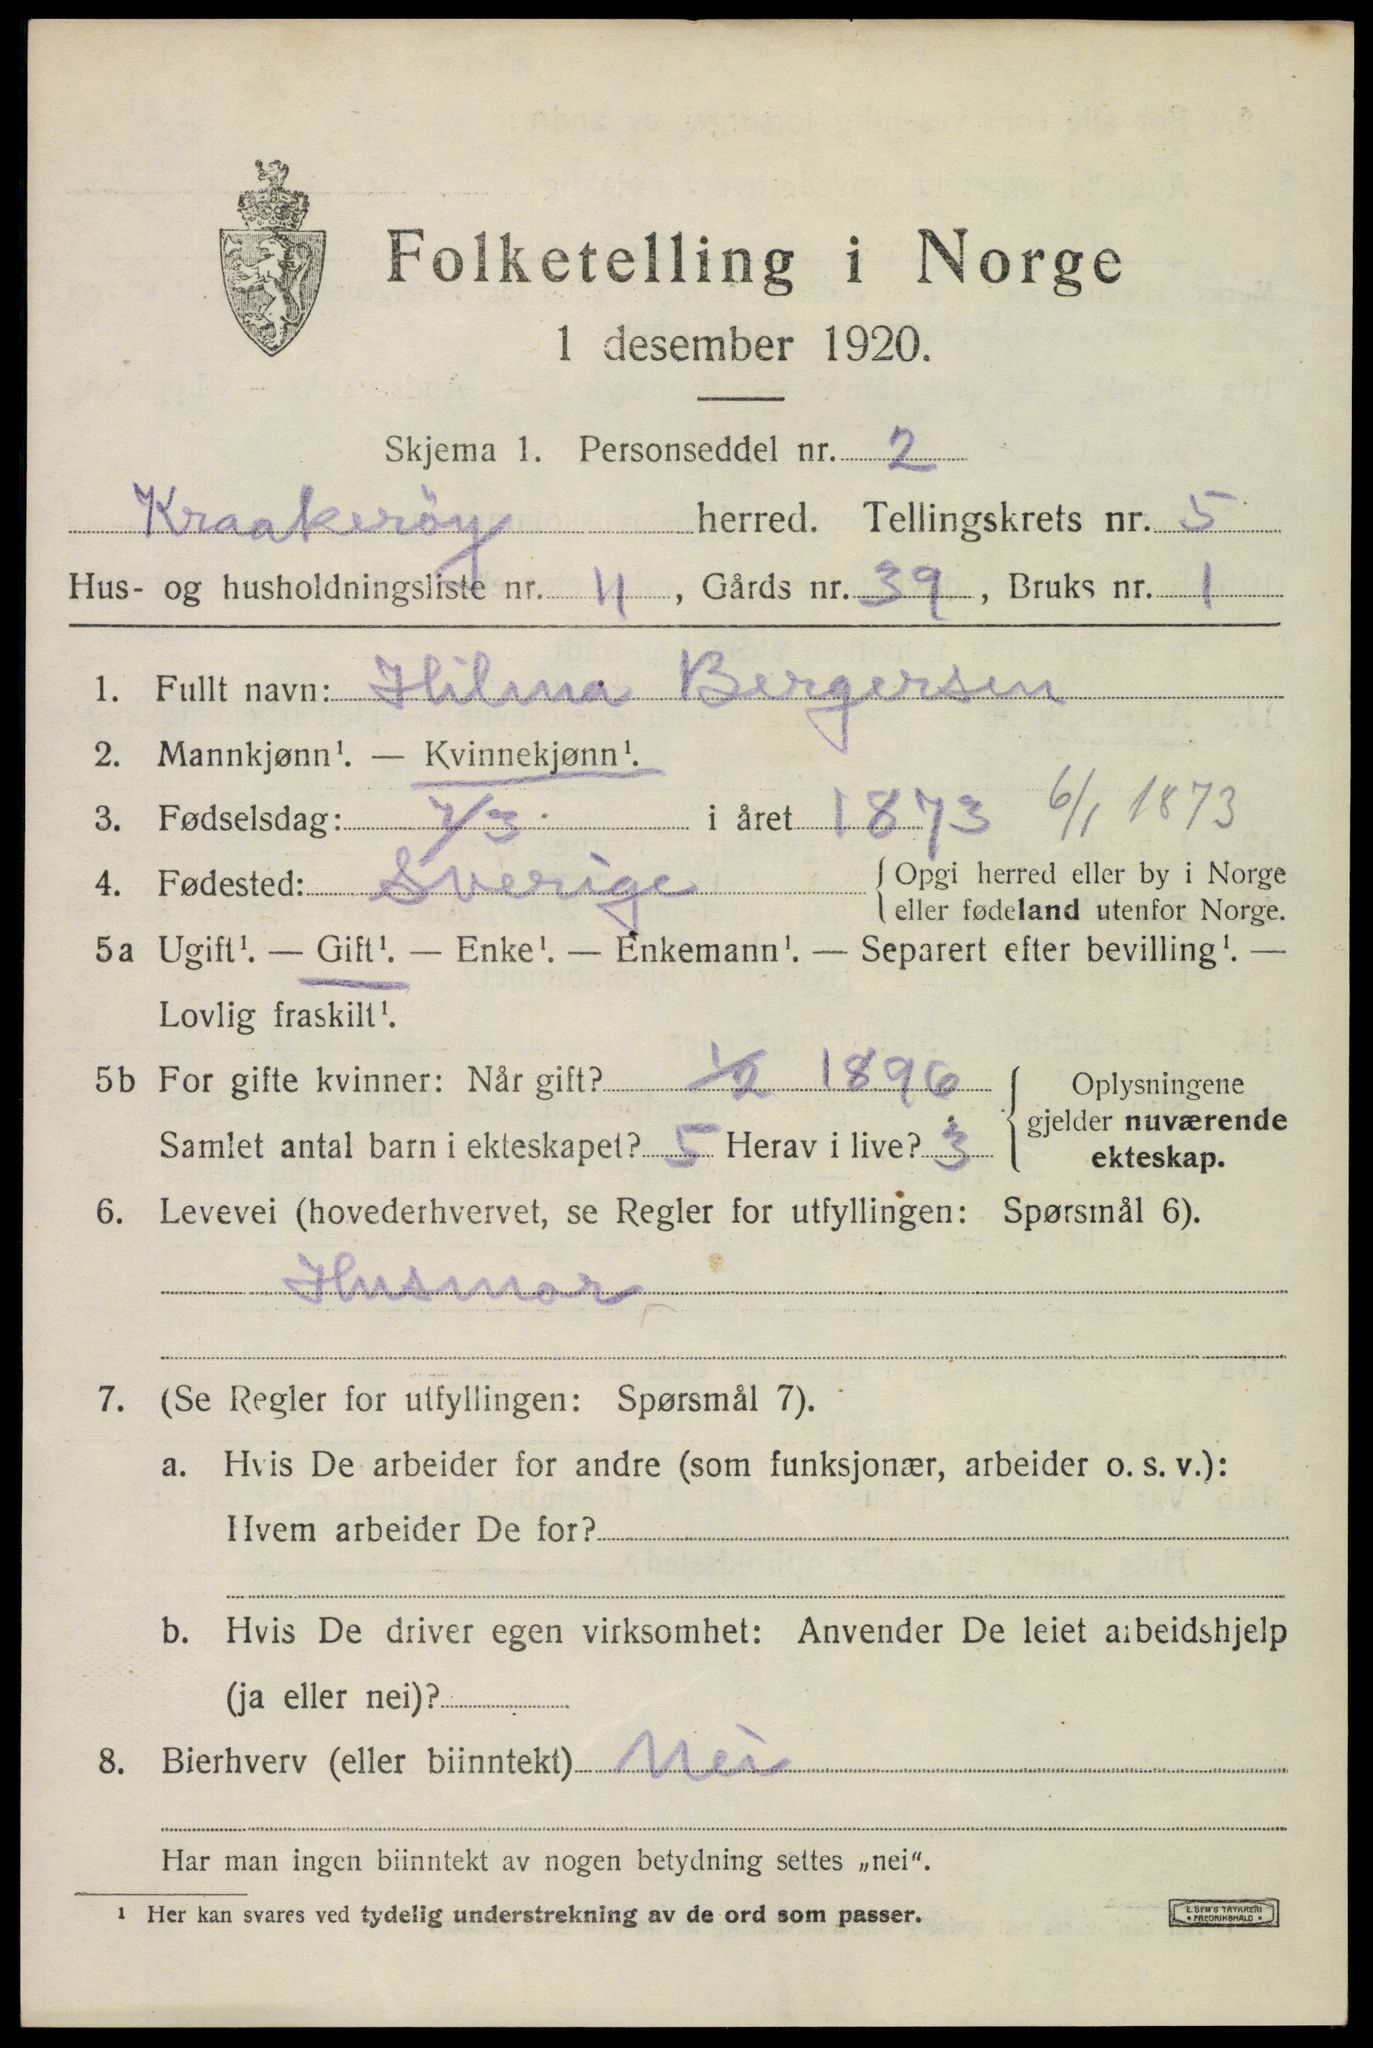 Folketelling i Norge
1 desember 1920.
Skjema 1. Personseddel nr. 2
Kraakerøy herred. Tellingskrets nr. 5
Hus- og husholdningsliste nr. 11, Gårds nr. 39, Bruks nr. 1
1. Fullt navn: Hilma Bergersen
2. Mannkjønn¹. — Kvinnekjønn¹.
3. Fødselsdag: 7/3 i året 1873 6/1 1873
4. Fødested: Sverige {Opgi herred eller by i Norge
eller fødeland utenfor Norge.
5a Ugift¹. — Gift¹. — Enke¹. — Enkemann¹. — Separert efter bevilling¹. —
Lovlig fraskilt¹.
5b For gifte kvinner: Når gift? 1/2 1896
Samlet antal barn i ekteskapet? 5 Herav i live? 3
{Oplysningene
gjelder nuværende
ekteskap.
6. Levevei (hovederhvervet, se Regler for utfyllingen: Spørsmål 6).
Husmor
7. (Se Regler for utfyllingen: Spørsmål 7).
a. Hvis De arbeider for andre (som funksjonær, arbeider o. s. v.):
Hvem arbeider De for?
b. Hvis De driver egen virksomhet: Anvender De leiet arbeidshjelp
(ja eller nei)?
8. Bierhverv (eller biinntekt) Nei
Har man ingen biinntekt av nogen betydning settes „nei“.
¹ Her kan svares ved tydelig understrekning av de ord som passer.
E. SEM'S TRYKKERI
• FREDRIKSHALD •